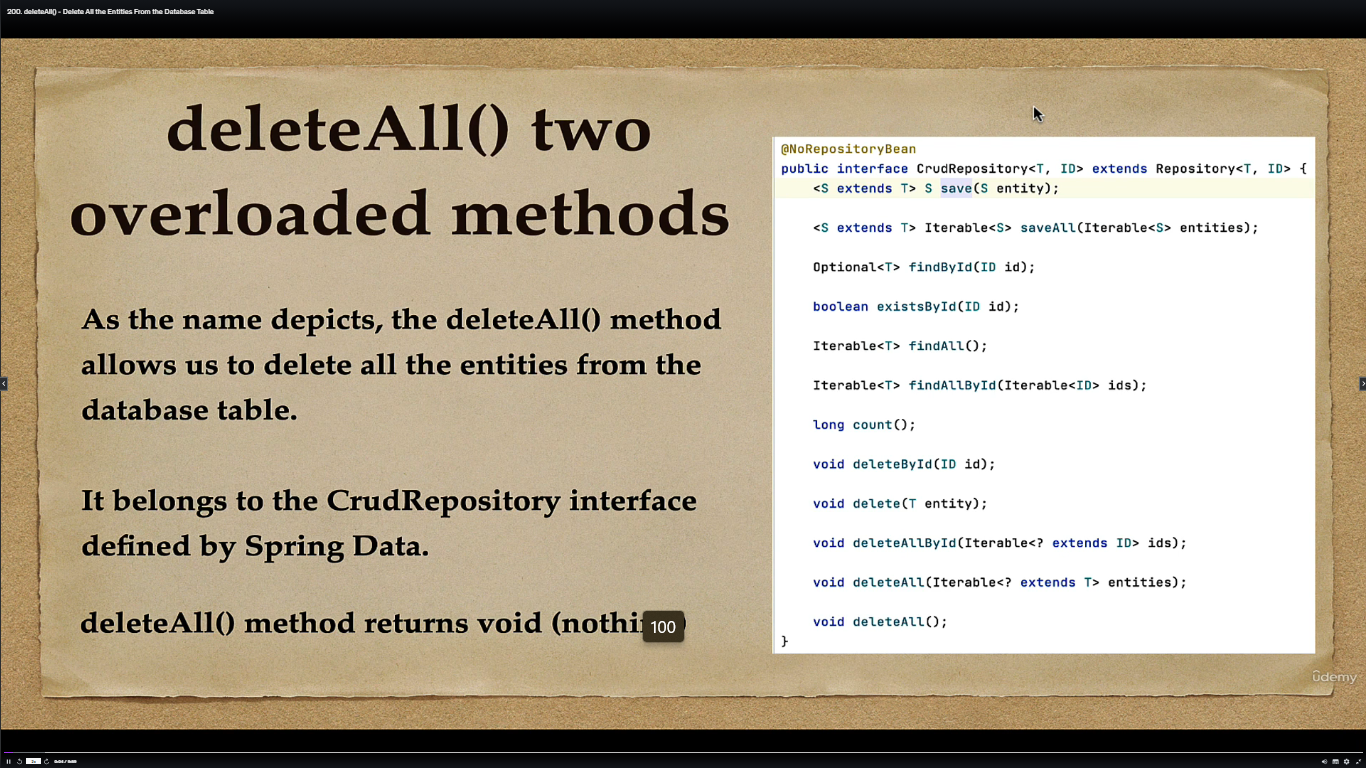 200. deleteAll() - Delete All the Entities From the Database Table
deleteAll() two
overloaded methods
As the name depicts, the deleteAll() method
allows us to delete all the entities from the
database table.
It belongs to the CrudRepository interface
defined by Spring Data.
deleteAll() method returns void
100
@NoRepositoryBean
public interface CrudRepository<T, ID> extends Repository<T, ID> {
<S extends T> S save(S entity);
<S extends T> Iterable<S> saveAll(Iterable<S> entities);
Optional<T> findById(ID id);
boolean existsById(ID id);
Iterable<T> findAll();
Iterable<T> findAllById(Iterable<ID> ids);
long count();
void deleteById(ID id);
void delete(T entity);
void deleteAllById(Iterable<? extends ID> ids);
void deleteAll(Iterable<? extends T> entities);
void deleteAll();
}
ûdemy